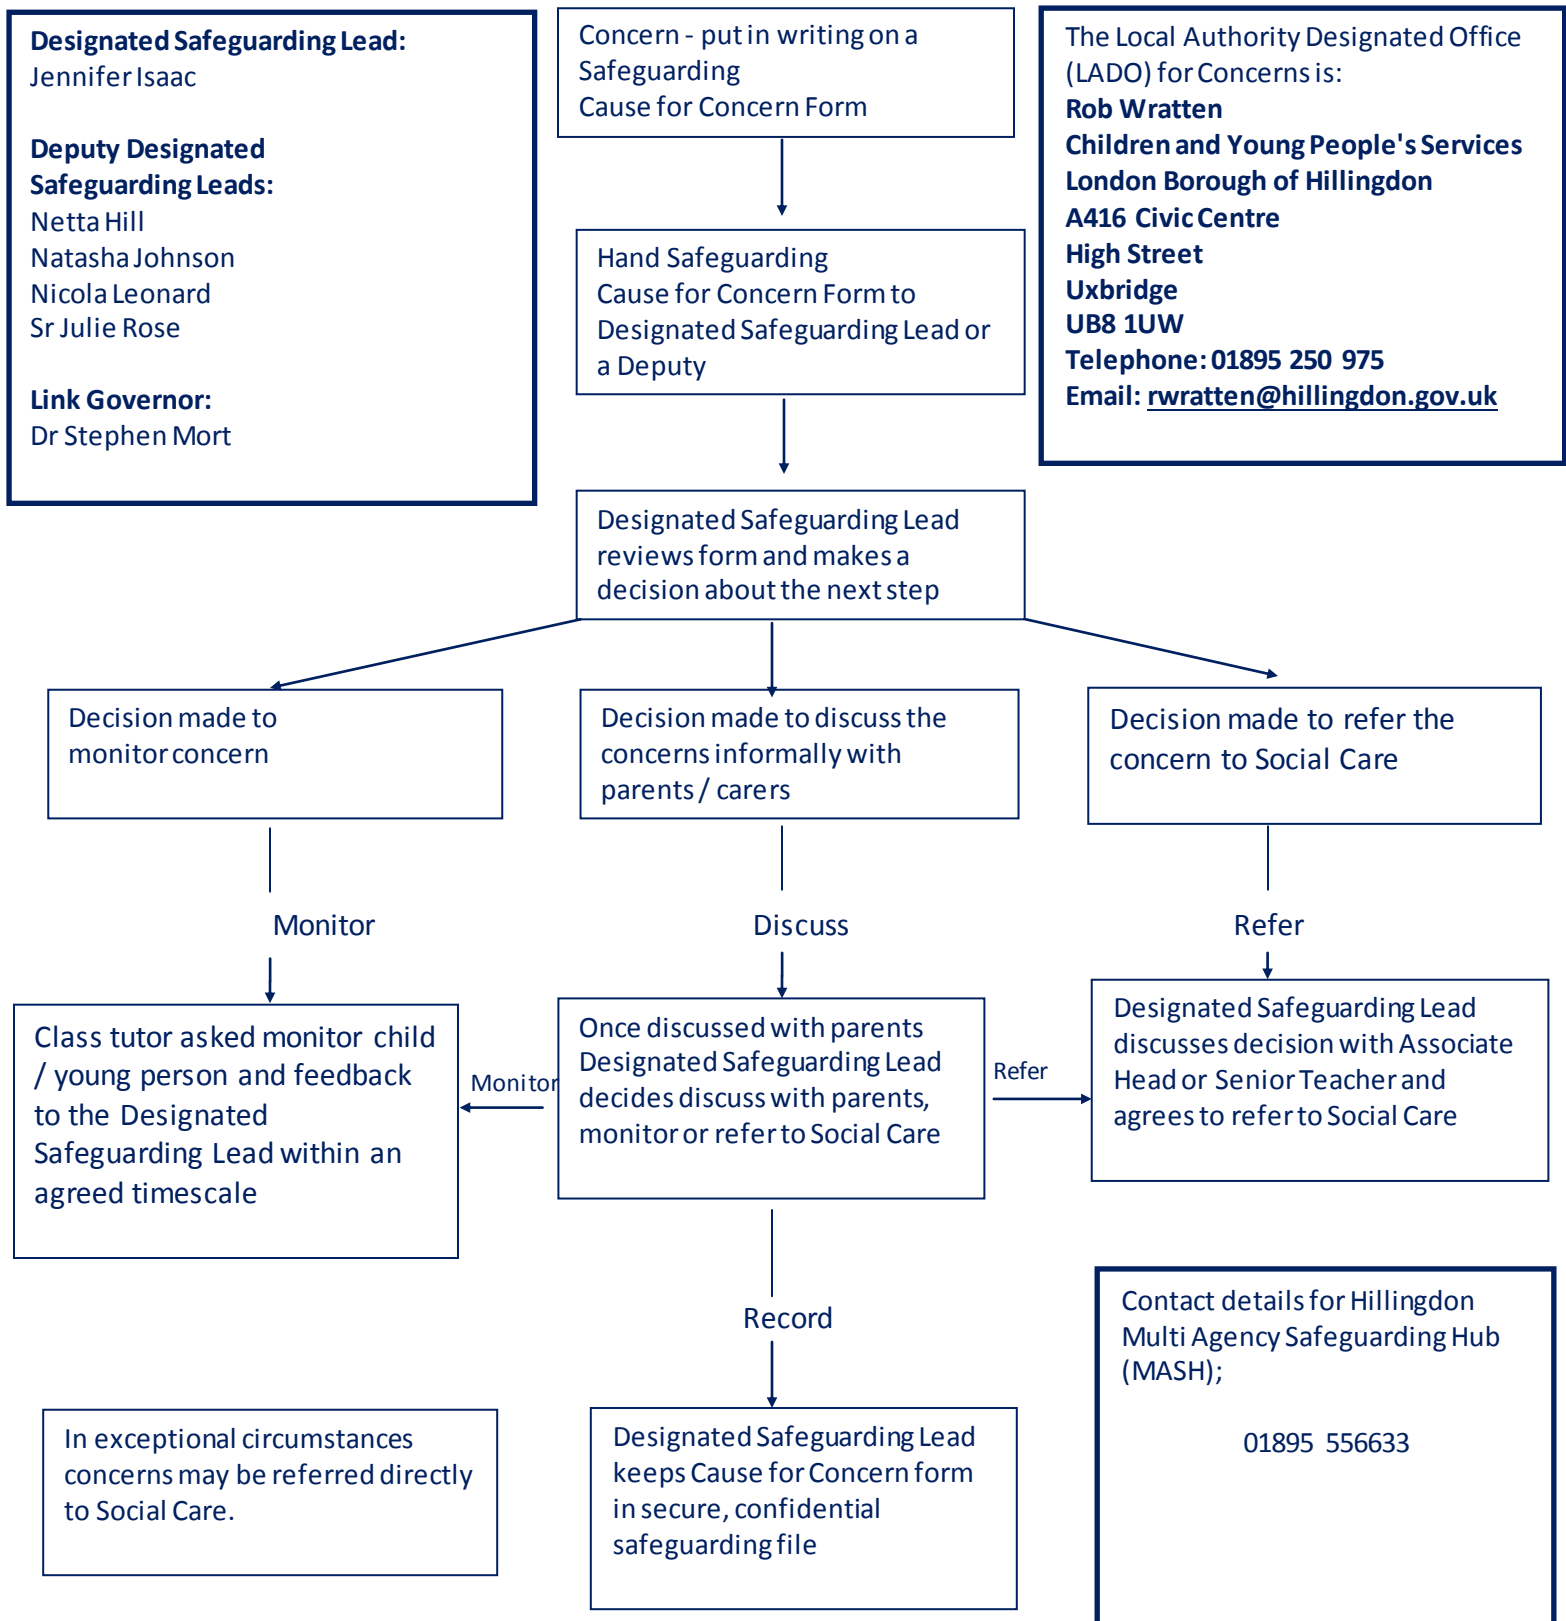 Designated Safeguarding Lead:
Jennifer Isaac
Deputy Designated
Safeguarding Leads:
Netta Hill
Natasha Johnson
Nicola Leonard
Sr Julie Rose
Link Governor:
Dr Stephen Mort
Concern - put in writing on a
Safeguarding
Cause for Concern Form
The Local Authority Designated Office
(LADO) for Concerns is:
Rob Wratten
Children and Young People's Services
London Borough of Hillingdon
A416 Civic Centre
High Street
Uxbridge
UB8 1UW
Telephone: 01895 250 975
Email: rwratten@hillingdon.gov.uk
Hand Safeguarding
Cause for Concern Form to
Designated Safeguarding Lead or
a Deputy
Designated Safeguarding Lead
reviews form and makes a
decision about the next step
Decision made to
monitor concern
Decision made to discuss the
concerns informally with
parents / carers
Decision made to refer the
concern to Social Care
Monitor
Discuss
Refer
Class tutor asked monitor child
/ young person and feedback
to the Designated
Safeguarding Lead within an
agreed timescale
Monitor
Once discussed with parents
Designated Safeguarding Lead
decides discuss with parents,
monitor or refer to Social Care
Refer
Designated Safeguarding Lead
discusses decision with Associate
Head or Senior Teacher and
agrees to refer to Social Care
Record
In exceptional circumstances
concerns may be referred directly
to Social Care.
Designated Safeguarding Lead
keeps Cause for Concern form
in secure, confidential
safeguarding file
Contact details for Hillingdon
Multi Agency Safeguarding Hub
(MASH);
01895 556633